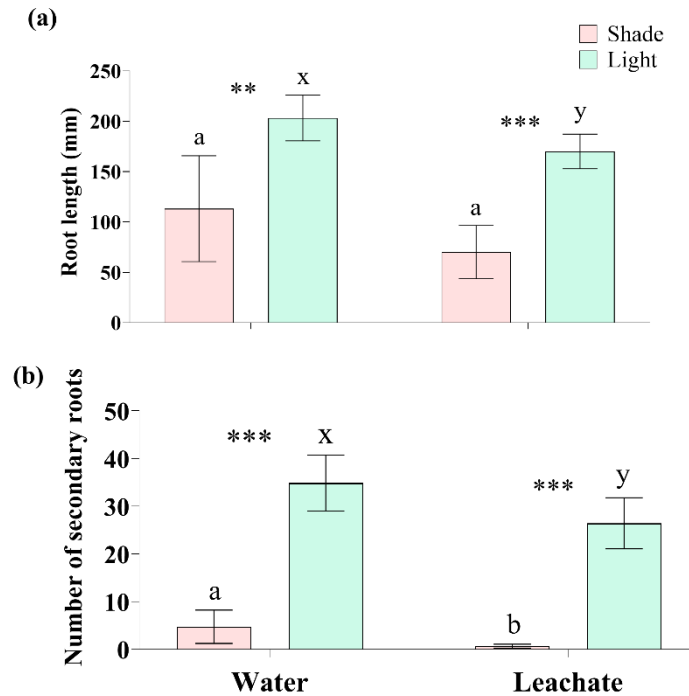 (a)
Shade
Light
Root length (mm)
250
200
150
100
50
0
a
**
x
a
***
y
(b)
Number of secondary roots
50
40
30
20
10
0
a
***
x
b
***
y
Water
Leachate